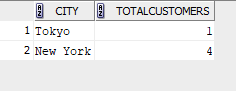 CITY TOTALCUSTOMERS
1 Tokyo 1
2 New York 4